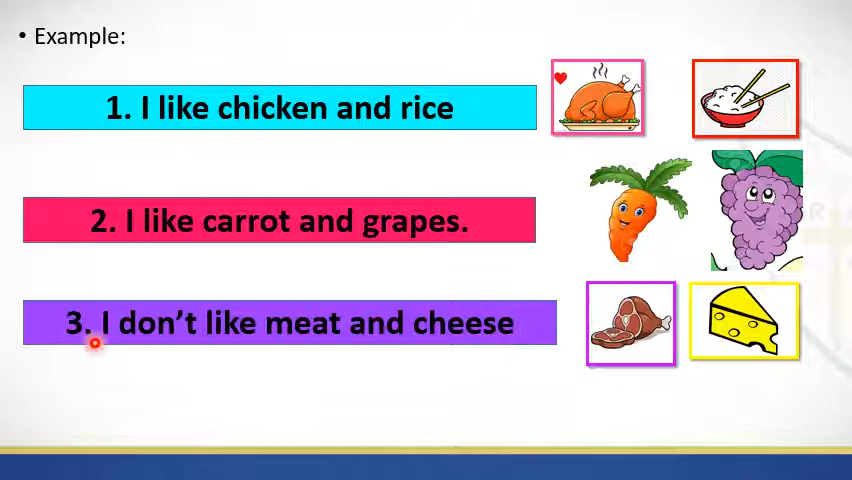 • Example:
1. I like chicken and rice
2. I like carrot and grapes.
3. I don’t like meat and cheese